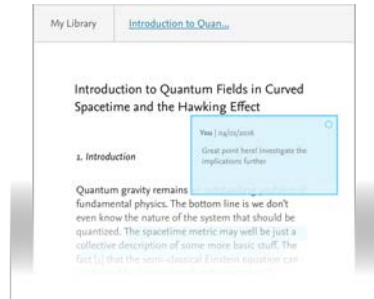 My Library
Introduction to Quan...
Introduction to Quantum Fields in Curved
Spacetime and the Hawking Effect
You |
Great point here! Investigate the
implications further
1. Introduction
Quantum gravity remains
fundamental physics. The bottom line is we don't
even know the nature of the system that should be
quantized. The spacetime metric may well be just a
collective description of some more basic stuff. The
fact [1] that the semi-classical Einstein equation can